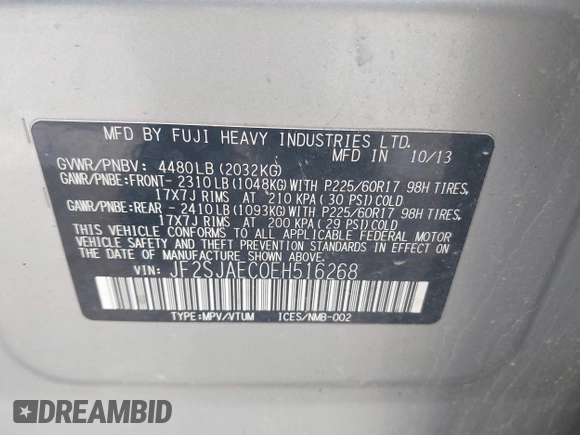 MFD BY FUJI HEAVY INDUSTRIES LTD.
MFD IN 10/13
GVWR/PNBV: 4480LB(2032KG)
GAWR/PNBE:FRONT- 2310LB(1048KG)WITH P225/60R17 98H TIRES,
17X7J RIMS AT 210 KPA(30 PSI)COLD
GAWR/PNBE:REAR -2410LB(1093KG)WITH P225/60R17 98H TIRES,
17X7J RIMS AT 200 KPA(29 PSI)COLD
THIS VEHICLE CONFORMS TO ALL APPLICABLE FEDERAL MOTOR
VEHICLE SAFETY AND THEFT PREVENTION STANDARDS IN EFFECT ON
THE DATE OF MANUFACTURE SHOWN ABOVE.
VIN: JF2SJAEC0EH516268
TYPE:MPV/VTUM ICES/NMB-002
DREAMBID